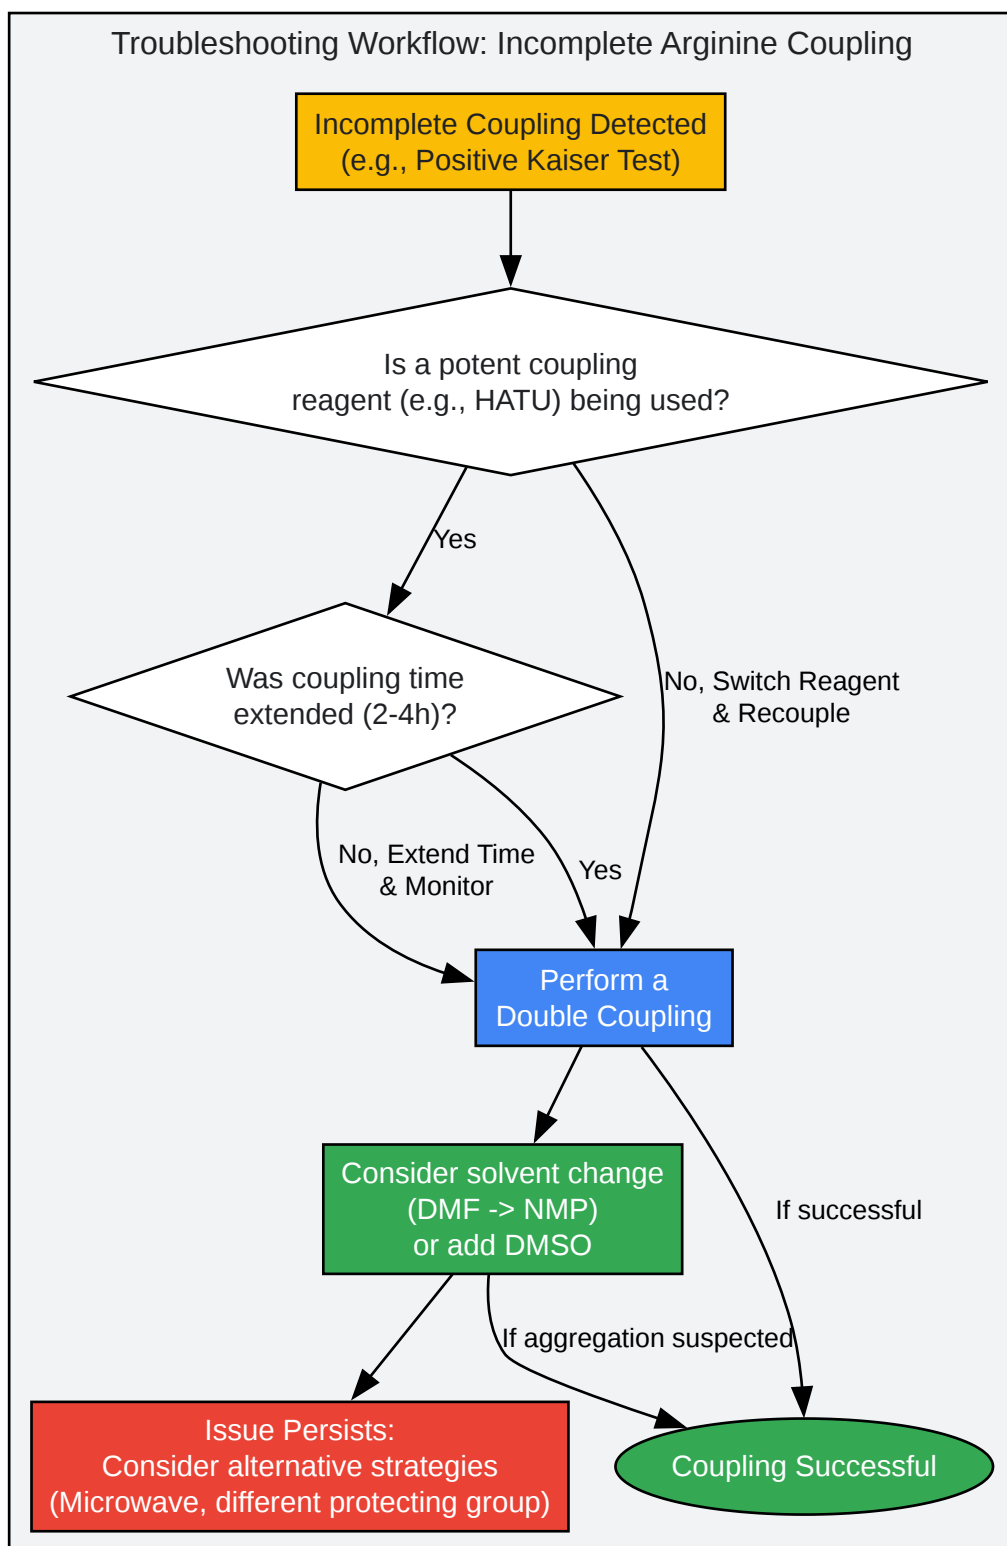 Troubleshooting Workflow: Incomplete Arginine Coupling
Incomplete Coupling Detected
(e.g., Positive Kaiser Test)
Is a potent coupling
reagent (e.g., HATU) being used?
Yes
No, Switch Reagent
& Recouple
Was coupling time
extended (2-4h)?
No, Extend Time
& Monitor
Yes
Perform a
Double Coupling
Consider solvent change
(DMF -> NMP)
or add DMSO
If successful
If aggregation suspected
Issue Persists:
Consider alternative strategies
(Microwave, different protecting group)
Coupling Successful